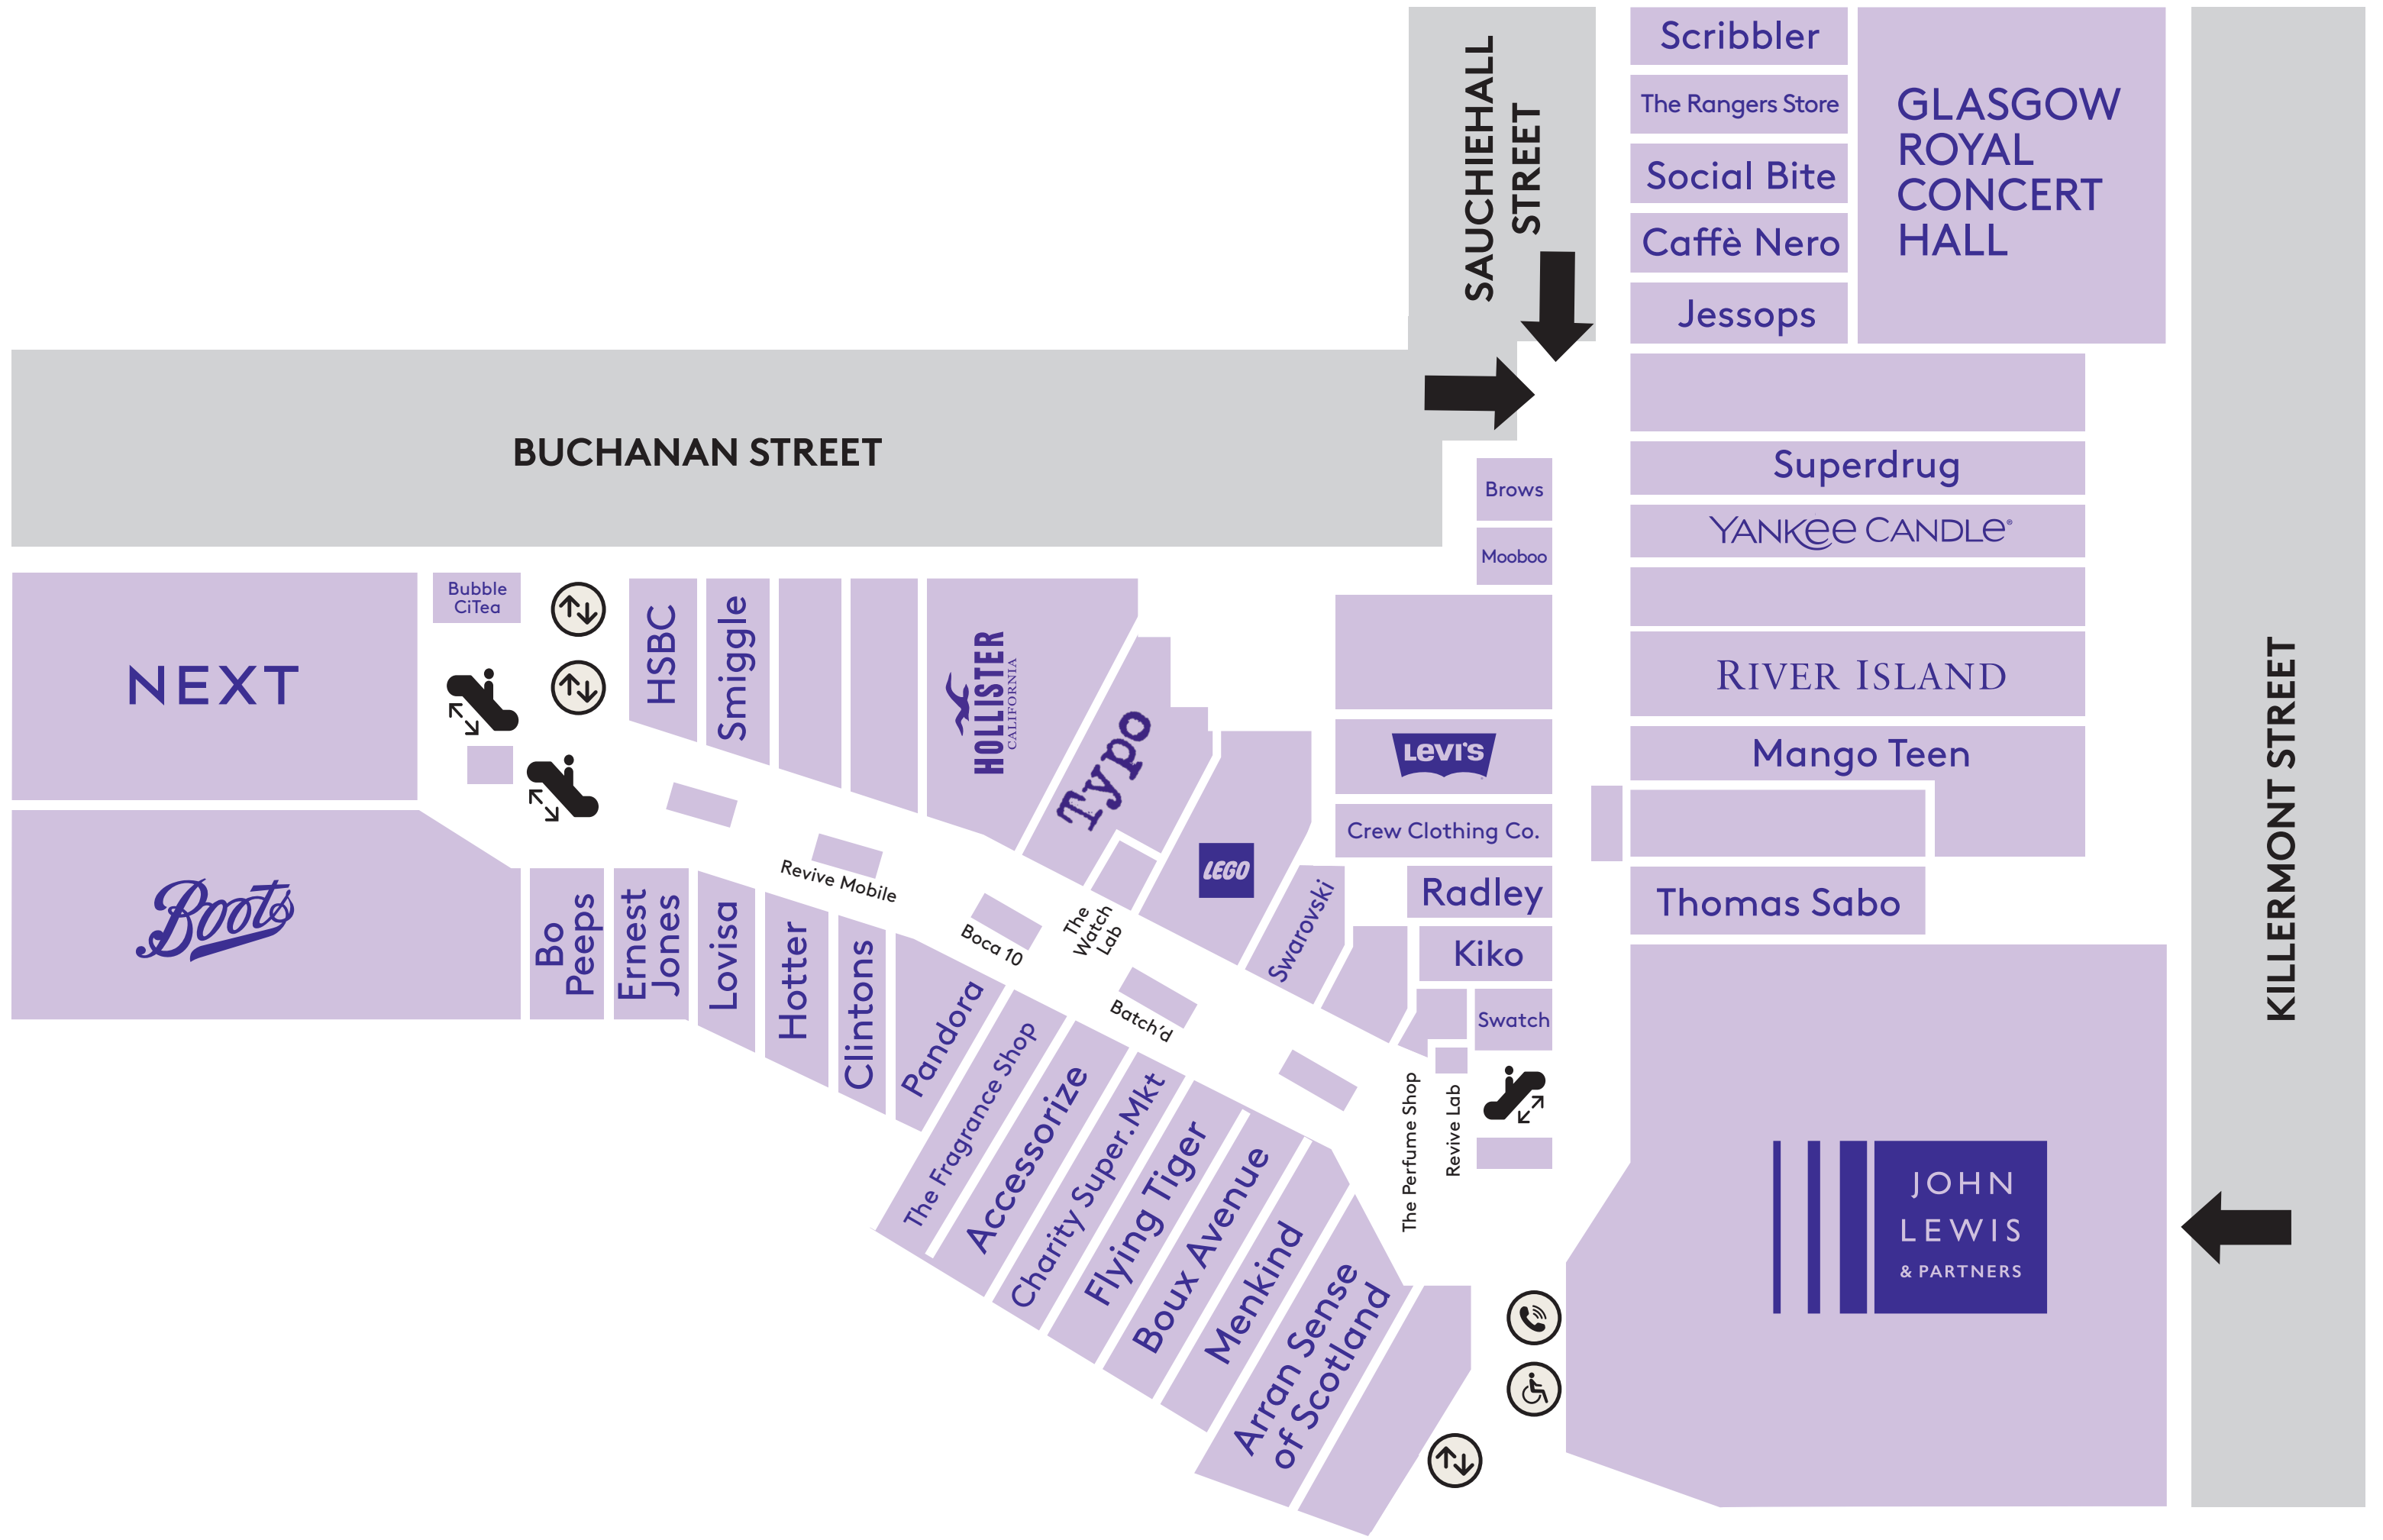 SAUCHIEHALL
STREET
Scribbler
The Rangers Store
Social Bite
Caffè Nero
Jessops
GLASGOW
ROYAL
CONCERT
HALL
BUCHANAN STREET
Brows
Mooboo
Superdrug
YANKEE CANDLE®
RIVER ISLAND
Mango Teen
Thomas Sabo
KILLERMONT STREET
NEXT
Bubble
CiTea
HSBC
Smiggle
HOLLISTER
CALIFORNIA
Typo
LEGO
LEVI'S
Crew Clothing Co.
Radley
Kiko
Swatch
Swarovski
Boots
Bo
Peeps
Ernest
Jones
Lovisa
Hotter
Clintons
Pandora
Revive Mobile
Boca 10
The
Watch
Lab
Batch'd
The Fragrance Shop
Accessorize
Charity Super.Mkt
Flying Tiger
Boux Avenue
Menkind
Arran Sense
of Scotland
The Perfume Shop
Revive Lab
JOHN
LEWIS
& PARTNERS